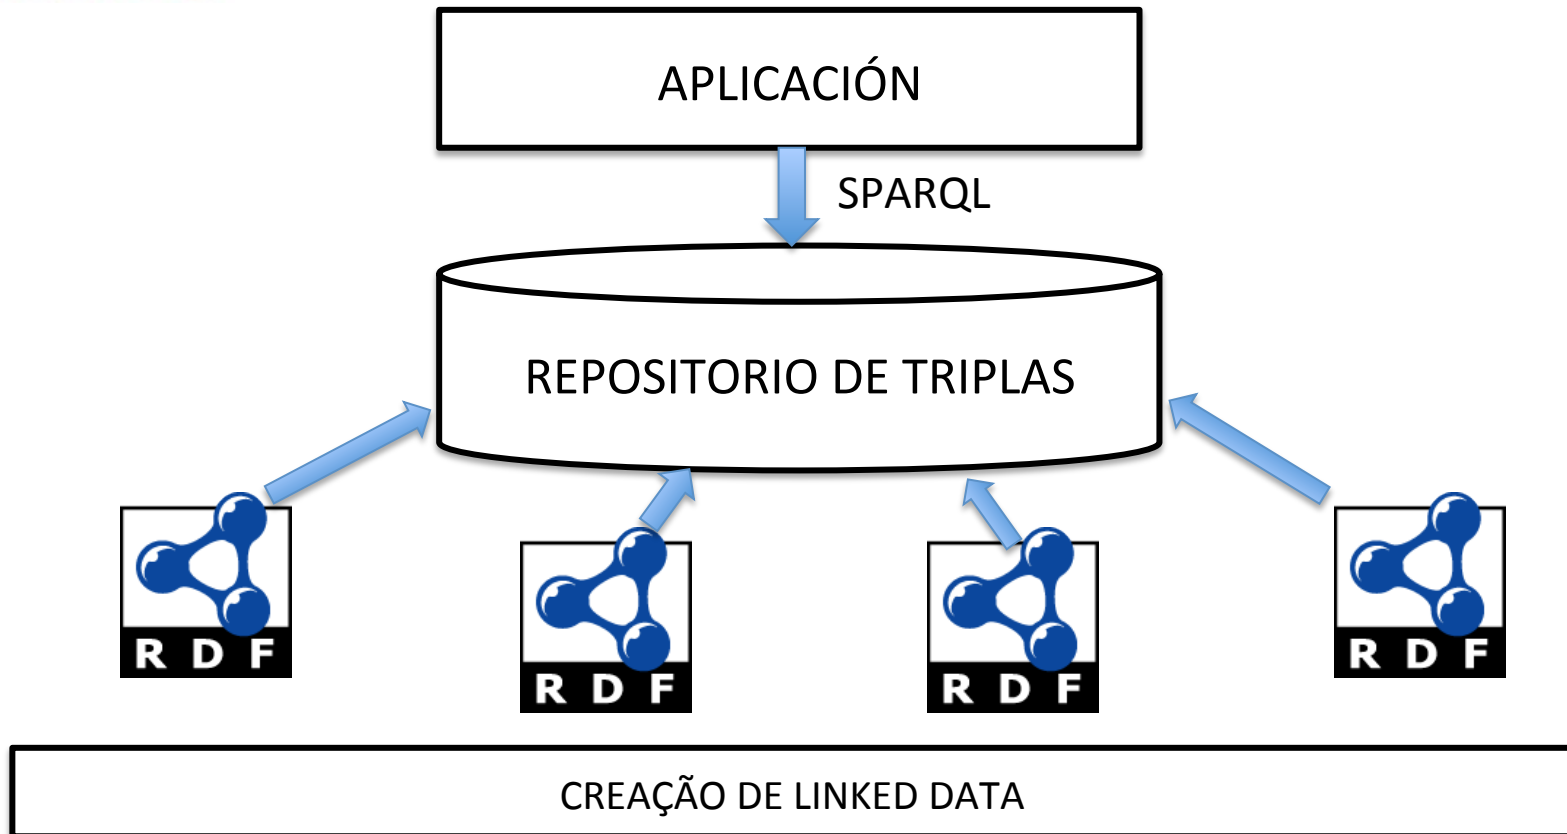 APLICACIÓN
SPARQL
REPOSITORIO DE TRIPLAS
RDF
RDF
RDF
RDF
CREAÇÃO DE LINKED DATA